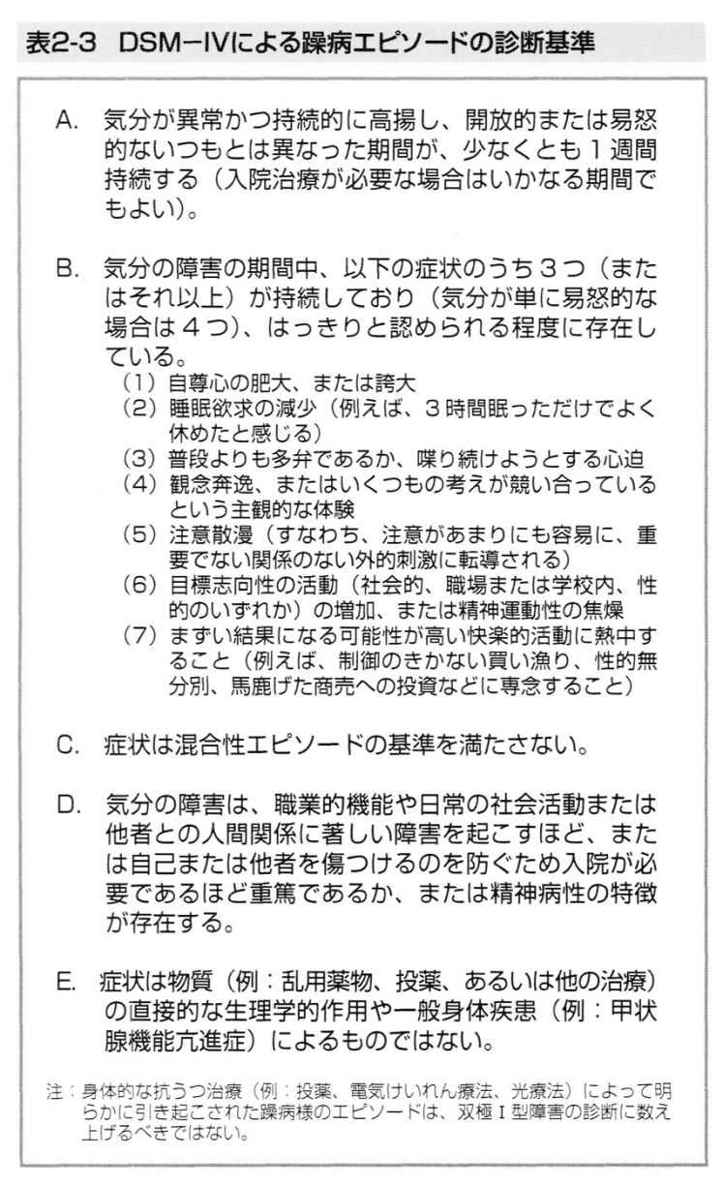 表2-3 DSM-IVによる躁病エピソードの診断基準
A. 気分が異常かつ持続的に高揚し、開放的または易怒
的ないつもとは異なった期間が、少なくとも1週間
持続する（入院治療が必要な場合はいかなる期間で
もよい）。
B. 気分の障害の期間中、以下の症状のうち3つ（また
はそれ以上）が持続しており（気分が単に易怒的な
場合は4つ）、はっきりと認められる程度に存在し
ている。
（1）自尊心の肥大、または誇大
（2）睡眠欲求の減少（例えば、3時間眠っただけでよく
休めたと感じる）
（3）普段よりも多弁であるか、喋り続けようとする心迫
（4）観念奔逸、またはいくつもの考えが競い合っている
という主観的な体験
（5）注意散漫（すなわち、注意があまりにも容易に、重
要でない関係のない外的刺激に転導される）
（6）目標志向性の活動（社会的、職場または学校内、性
的のいずれか）の増加、または精神運動性の焦燥
（7）まずい結果になる可能性が高い快楽的活動に熱中す
ること（例えば、制御のきかない買い漁り、性的無
分別、馬鹿げた商売への投資などに専念すること）
C. 症状は混合性エピソードの基準を満たさない。
D. 気分の障害は、職業的機能や日常の社会活動または
他者との人間関係に著しい障害を起こすほど、また
は自己または他者を傷つけるのを防ぐため入院が必
要であるほど重篤であるか、または精神病性の特徴
が存在する。
E. 症状は物質（例：乱用薬物、投薬、あるいは他の治療）
の直接的な生理学的作用や一般身体疾患（例：甲状
腺機能亢進症）によるものではない。
注：身体的な抗うつ治療（例：投薬、電気けいれん療法、光療法）によって明
らかに引き起こされた躁病様のエピソードは、双極Ⅰ型障害の診断に数え
上げるべきではない。